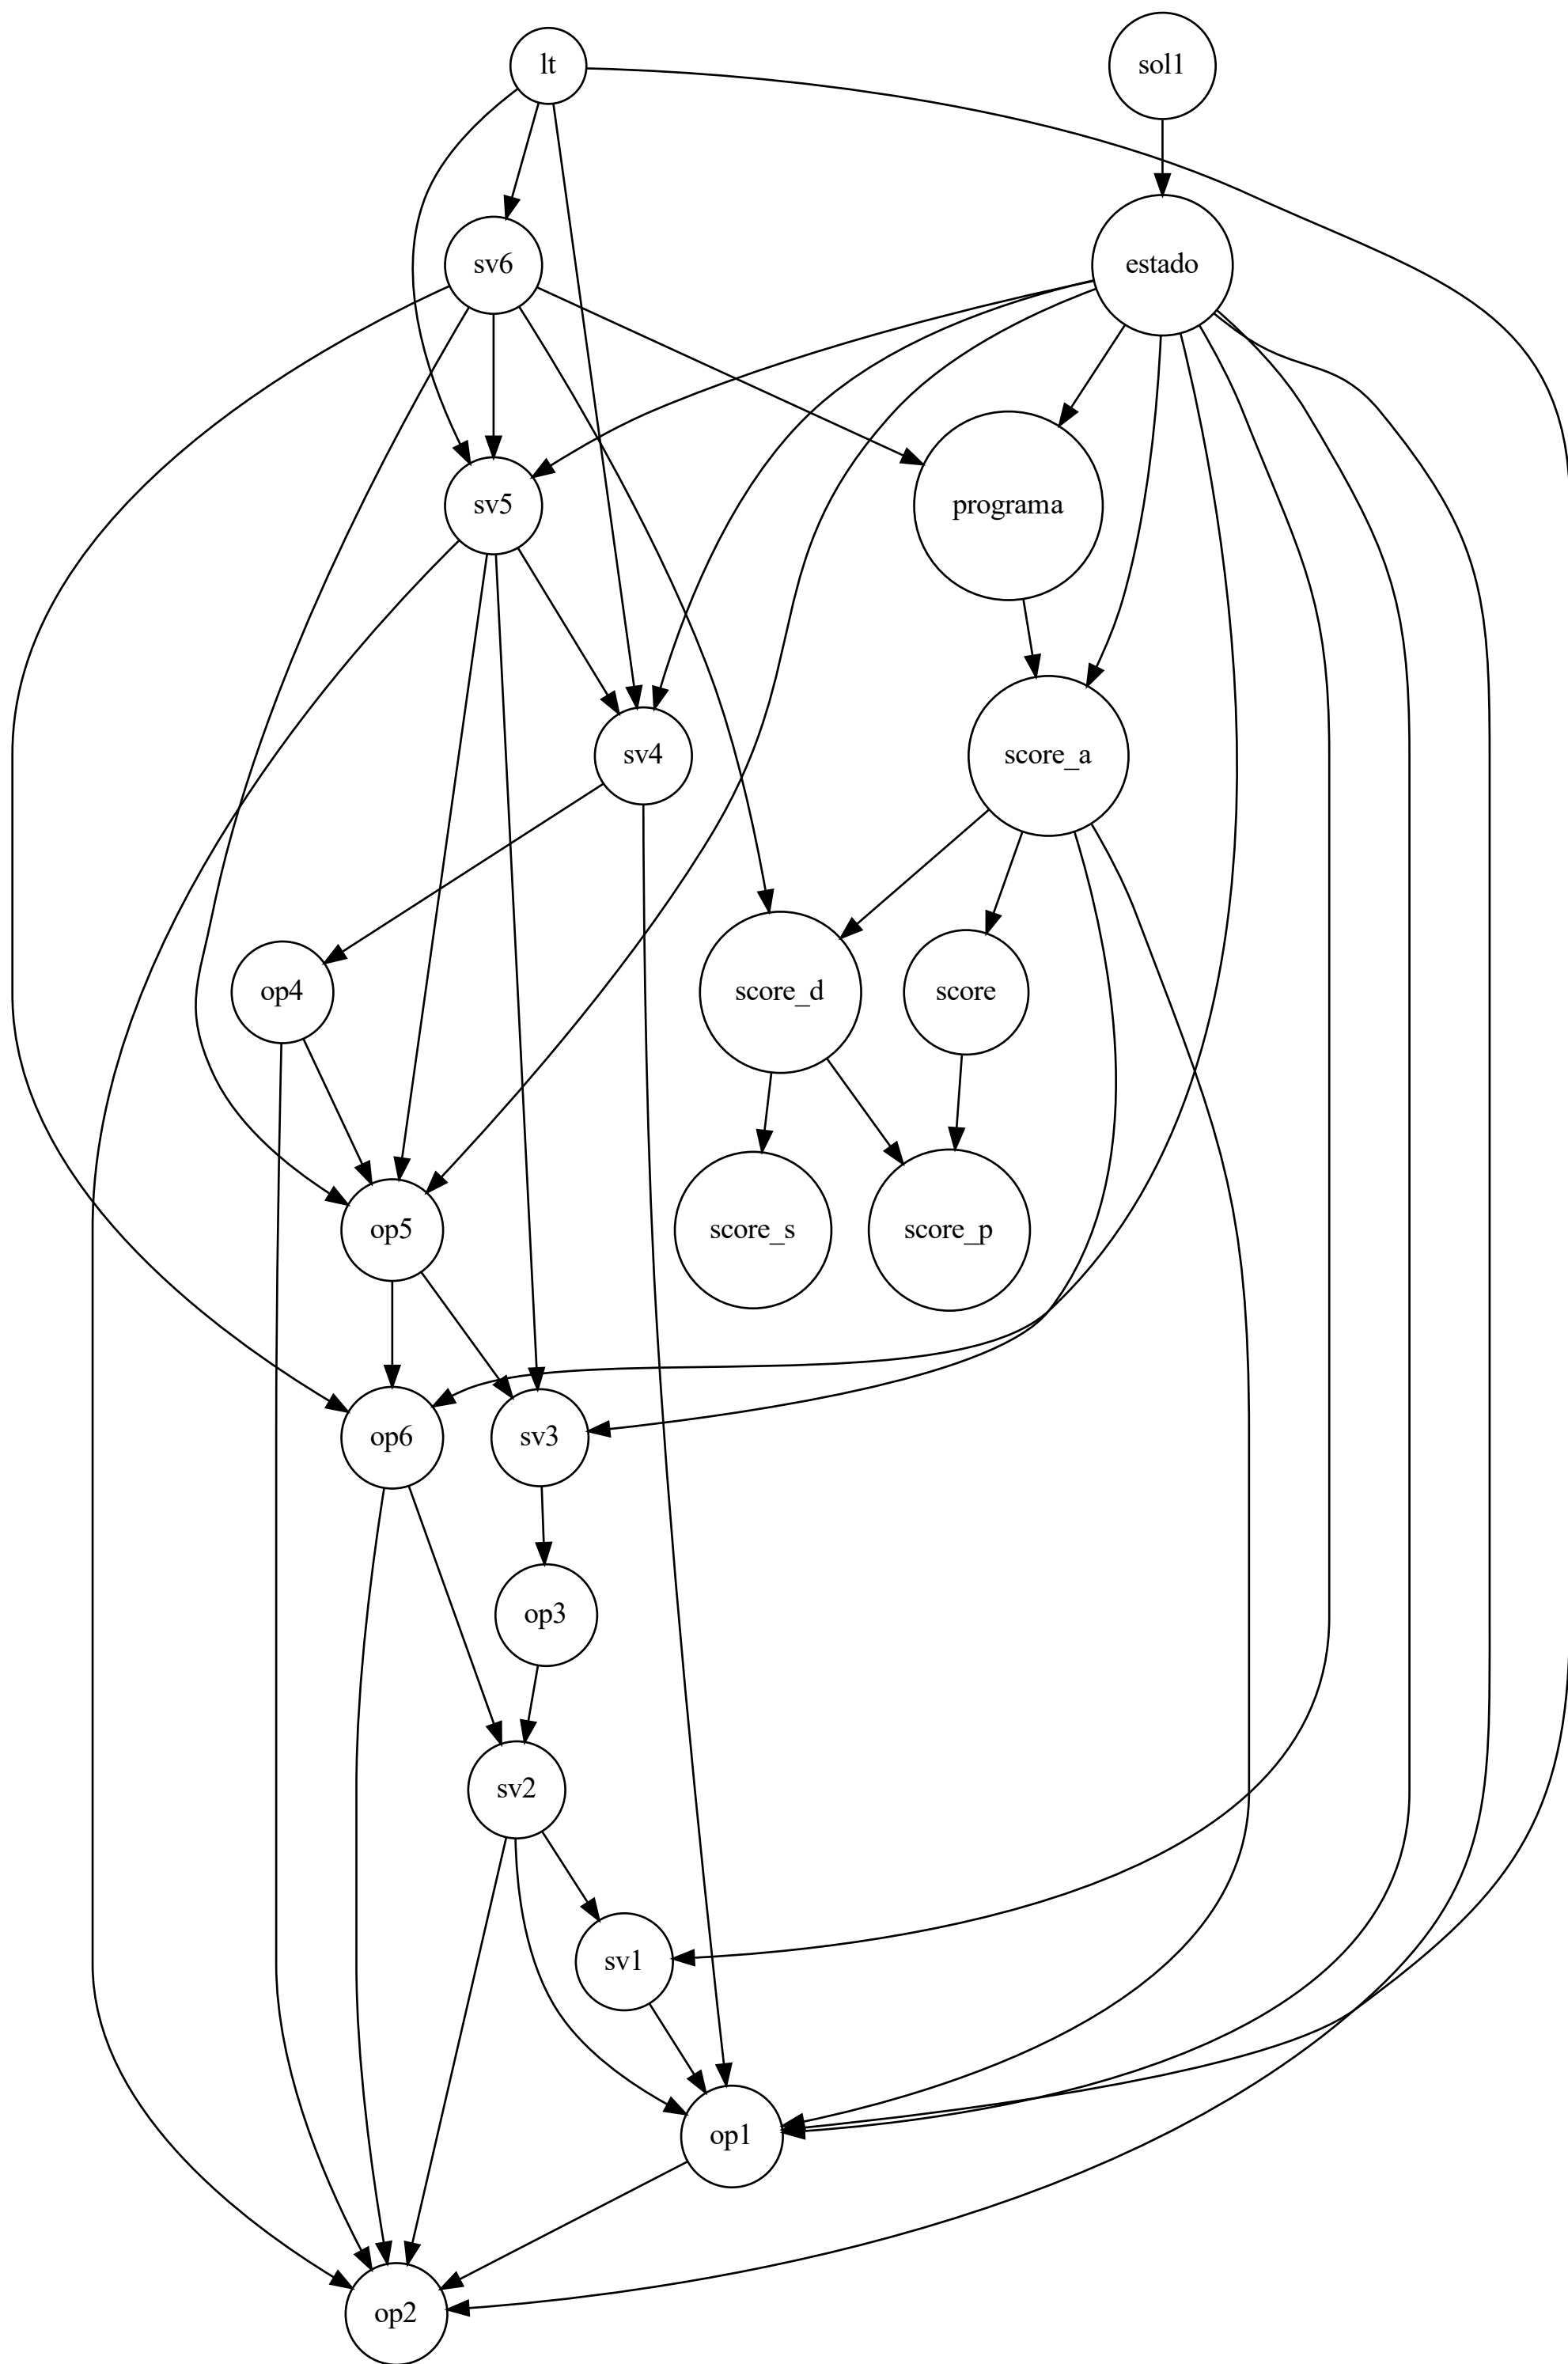 lt
sol1
sv6
estado
sv5
programa
sv4
score_a
op4
score_d
score
op5
score_s
score_p
op6
sv3
op3
sv2
sv1
op1
op2